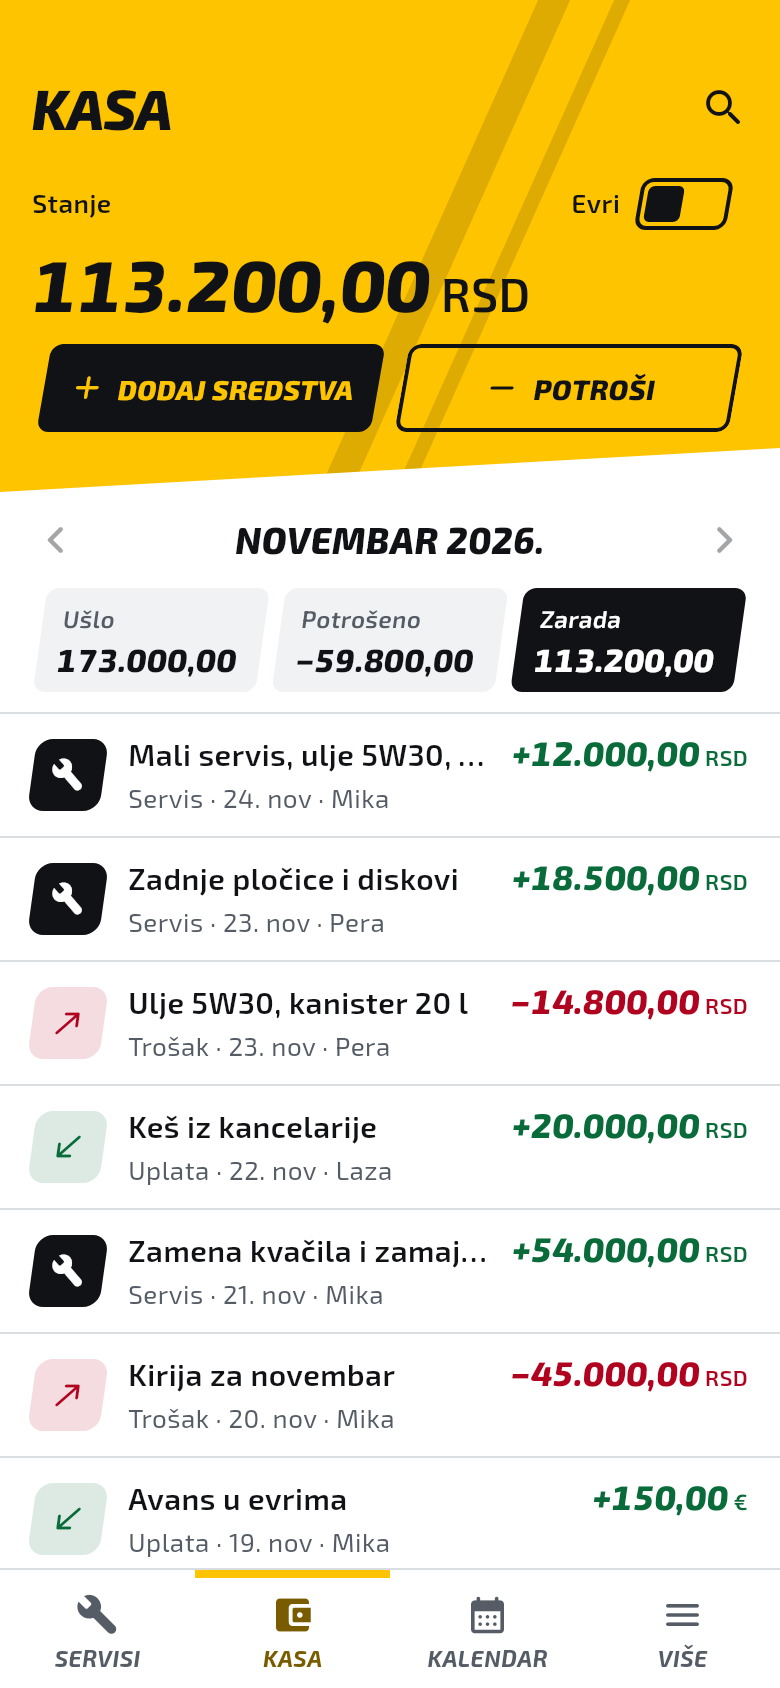 KASA
Stanje
Evri
113.200,00 RSD
+ DODAJ SREDSTVA
− POTROŠI
NOVEMBAR 2026.
Ušlo
173.000,00
Potrošeno
−59.800,00
Zarada
113.200,00
Mali servis, ulje 5W30, ... +12.000,00 RSD
Servis · 24. nov · Mika
Zadnje pločice i diskovi +18.500,00 RSD
Servis · 23. nov · Pera
Ulje 5W30, kanister 20 l −14.800,00 RSD
Trošak · 23. nov · Pera
Keš iz kancelarije +20.000,00 RSD
Uplata · 22. nov · Laza
Zamena kvačila i zamaj... +54.000,00 RSD
Servis · 21. nov · Mika
Kirija za novembar −45.000,00 RSD
Trošak · 20. nov · Mika
Avans u evrima +150,00 €
Uplata · 19. nov · Mika
SERVISI
KASA
KALENDAR
VIŠE